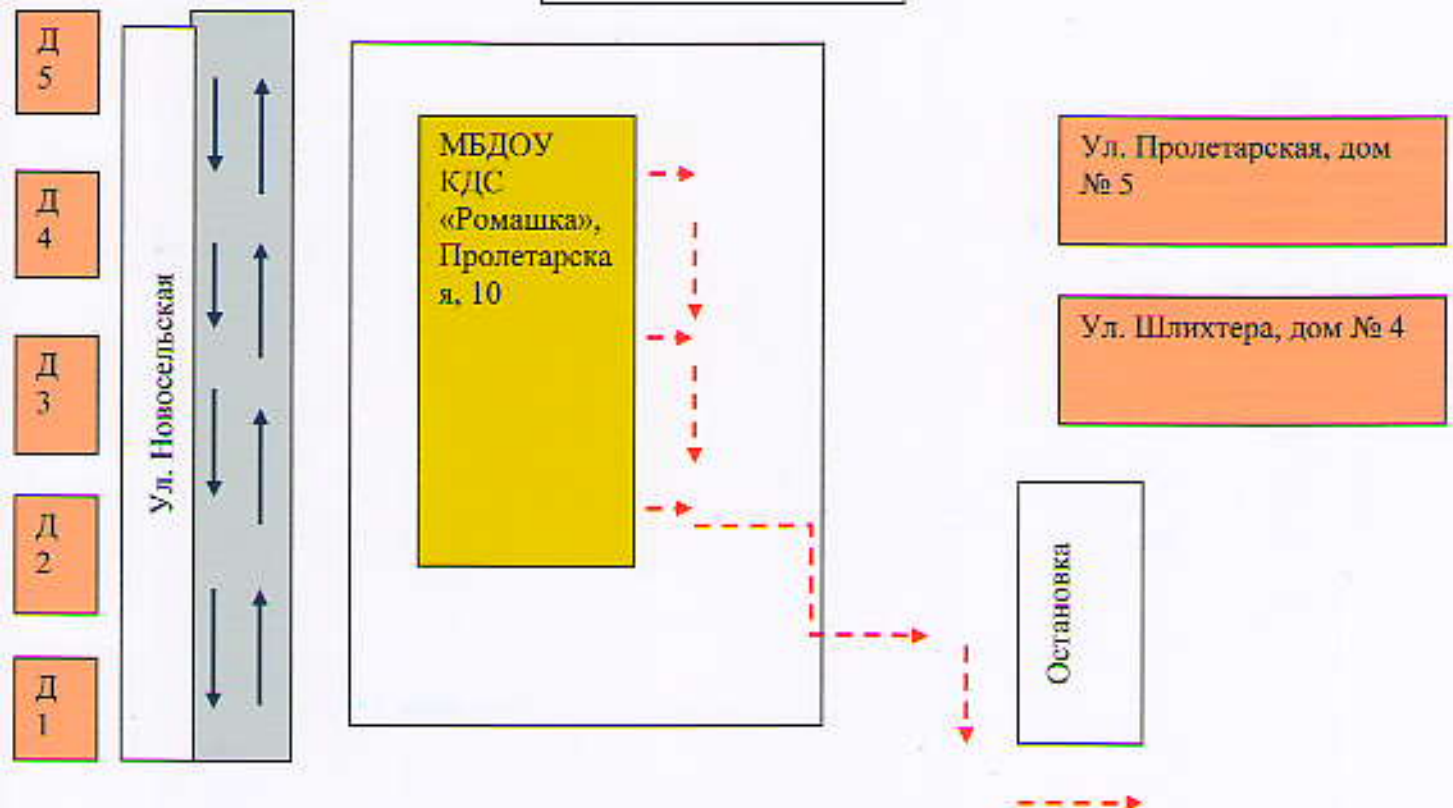 Д
5
Д
4
Д
3
Д
2
Д
1
Ул. Новосельская
МБДОУ
КДС
«Ромашка»,
Пролетарска
я, 10
Ул. Пролетарская, дом
№ 5
Ул. Шлихтера, дом № 4
Остановка